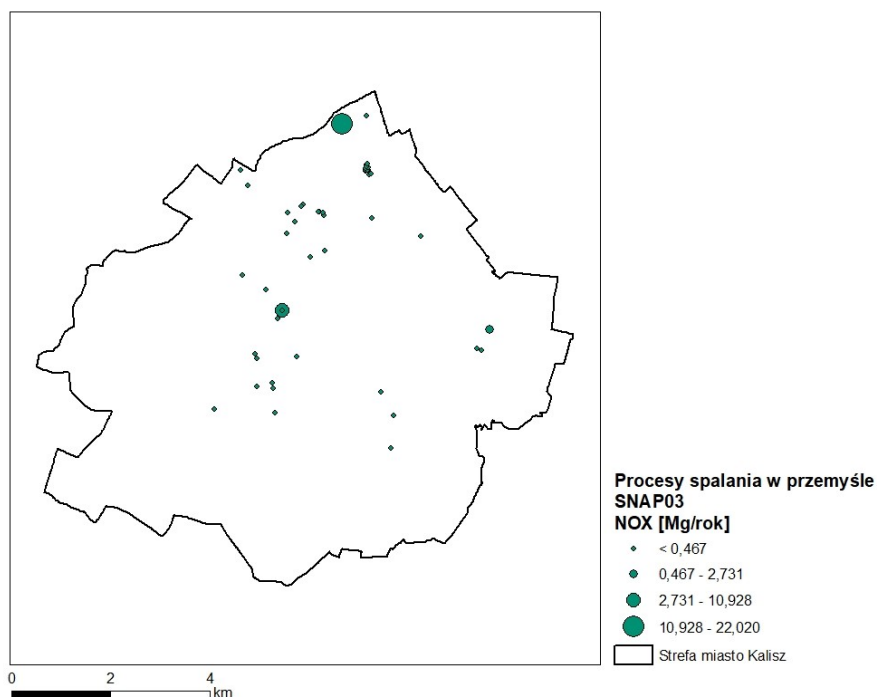 Procesy spalania w przemyśle
SNAP03
NOX [Mg/rok]
< 0,467
0,467 - 2,731
2,731 - 10,928
10,928 - 22,020
Strefa miasto Kalisz
0 2 4
km